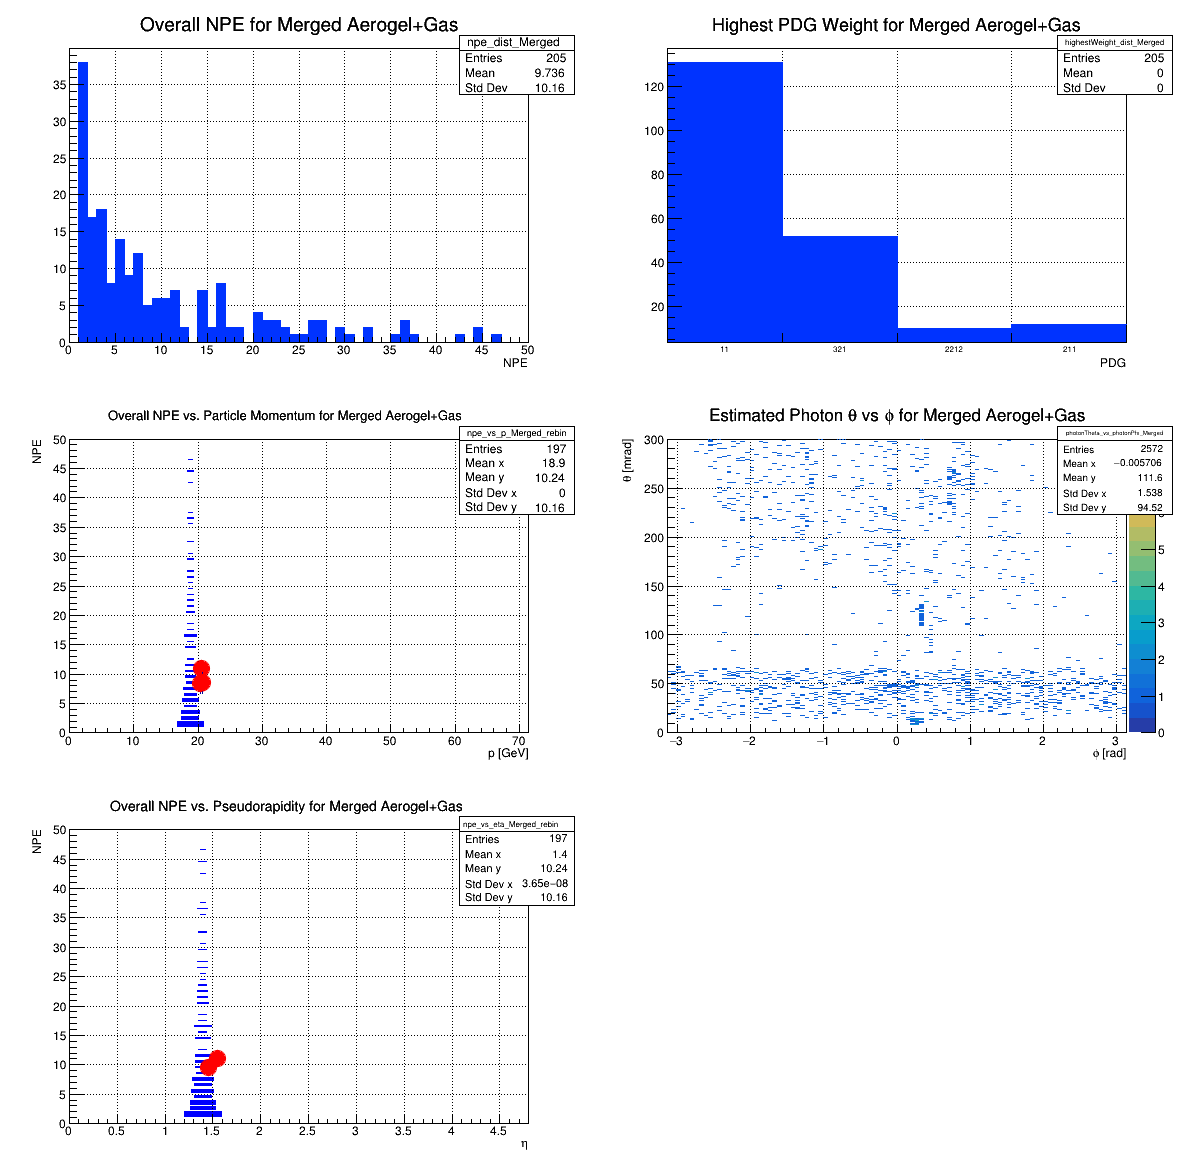 Overall NPE for Merged Aerogel+Gas
npe_dist_Merged
Entries 205
Mean 9.736
Std Dev 10.16
35
30
25
20
15
10
5
0
0 5 10 15 20 25 30 35 40 45 50
NPE
Highest PDG Weight for Merged Aerogel+Gas
highestWeight_dist_Merged
Entries 205
Mean 0
Std Dev 0
120
100
80
60
40
20
11 321 2212 211
PDG
Overall NPE vs. Particle Momentum for Merged Aerogel+Gas
npe_vs_p_Merged_rebin
Entries 197
Mean x 18.9
Mean y 10.24
Std Dev x 0
Std Dev y 10.16
NPE
50
45
40
35
30
25
20
15
10
5
0
0 10 20 30 40 50 60 70
p [GeV]
Estimated Photon θ vs ϕ for Merged Aerogel+Gas
photonTheta_vs_photonPhi_Merged
Entries 2572
Mean x −0.005706
Mean y 111.6
Std Dev x 1.538
Std Dev y 94.52
θ [mrad]
300
250
200
150
100
50
0
−3 −2 −1 0 1 2 3
ϕ [rad]
5
4
3
2
1
0
Overall NPE vs. Pseudorapidity for Merged Aerogel+Gas
npe_vs_eta_Merged_rebin
Entries 197
Mean x 1.4
Mean y 10.24
Std Dev x 3.65e−08
Std Dev y 10.16
NPE
50
45
40
35
30
25
20
15
10
5
0
0 0.5 1 1.5 2 2.5 3 3.5 4 4.5
η